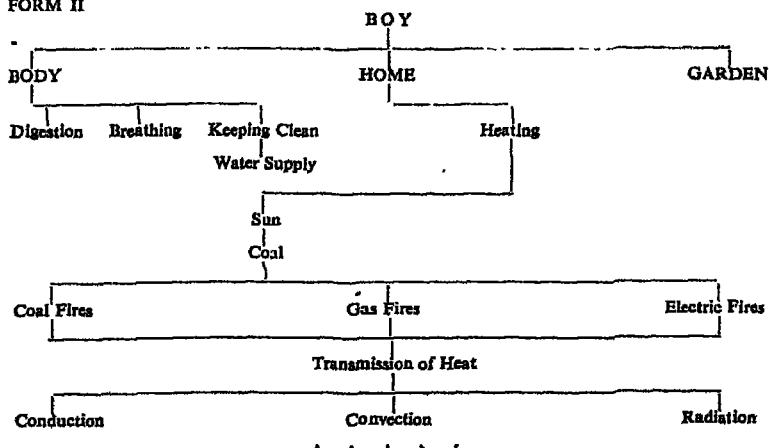 FORM II
BOY
BODY HOME GARDEN
Digestion Breathing Keeping Clean Heating
Water Supply
Sun
Coal
Coal Fires Gas Fires Electric Fires
Transmission of Heat
Conduction Convection Radiation